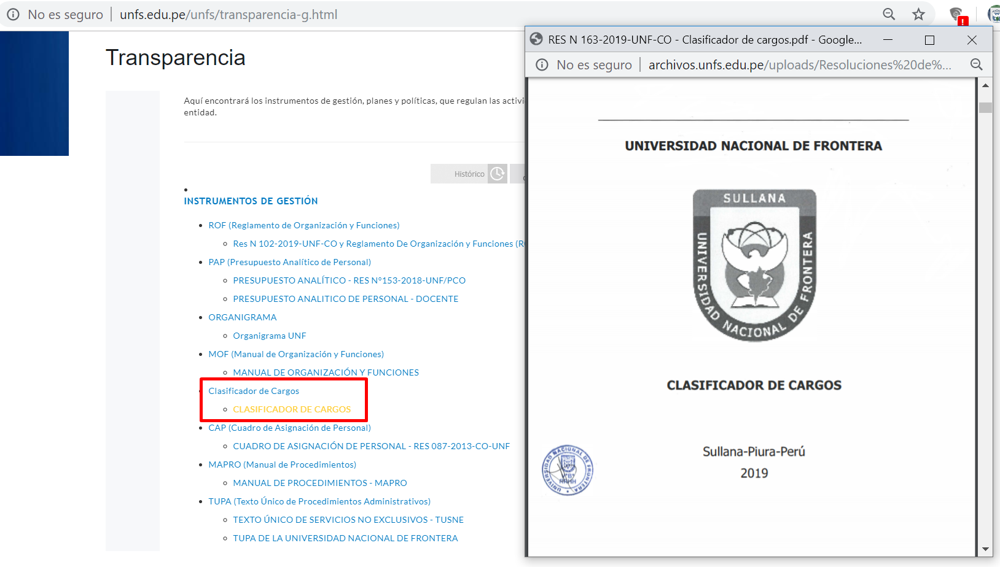 No es seguro | unfs.edu.pe/unfs/transparencia-g.html
Transparencia
Aquí encontrará los instrumentos de gestión, planes y políticas, que regulan las activi
entidad.
Histórico
INSTRUMENTOS DE GESTIÓN
ROF (Reglamento de Organización y Funciones)
Res N 102-2019-UNF-CO y Reglamento De Organización y Funciones (R
PAP (Presupuesto Analítico de Personal)
PRESUPUESTO ANALÍTICO - RES N°153-2018-UNF/PCO
PRESUPUESTO ANALITICO DE PERSONAL - DOCENTE
ORGANIGRAMA
Organigrama UNF
MOF (Manual de Organización y Funciones)
MANUAL DE ORGANIZACIÓN Y FUNCIONES
Clasificador de Cargos
CLASIFICADOR DE CARGOS
CAP (Cuadro de Asignación de Personal)
CUADRO DE ASIGNACIÓN DE PERSONAL - RES 087-2013-CO-UNF
MAPRO (Manual de Procedimientos)
MANUAL DE PROCEDIMIENTOS - MAPRO
TUPA (Texto Único de Procedimientos Administrativos)
TEXTO ÚNICO DE SERVICIOS NO EXCLUSIVOS - TUSNE
TUPA DE LA UNIVERSIDAD NACIONAL DE FRONTERA
RES N 163-2019-UNF-CO - Clasificador de cargos.pdf - Google...
No es seguro | archivos.unfs.edu.pe/uploads/Resoluciones%20de%...
UNIVERSIDAD NACIONAL DE FRONTERA
SULLANA
UNIVERSIDAD NACIONAL DE FRONTERA
CLASIFICADOR DE CARGOS
Sullana-Piura-Perú
2019
UNIVERSIDAD NACIONAL DE FRONTERA
V°B°
RRHH